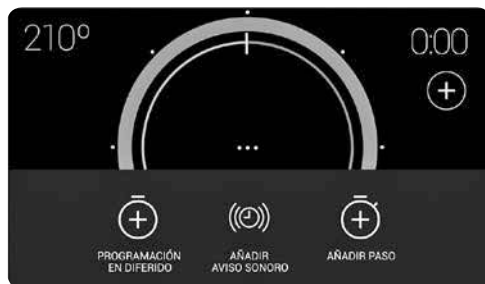 210º
0:00
PROGRAMACIÓN
EN DIFERIDO
AÑADIR
AVISO SONORO
AÑADIR PASO